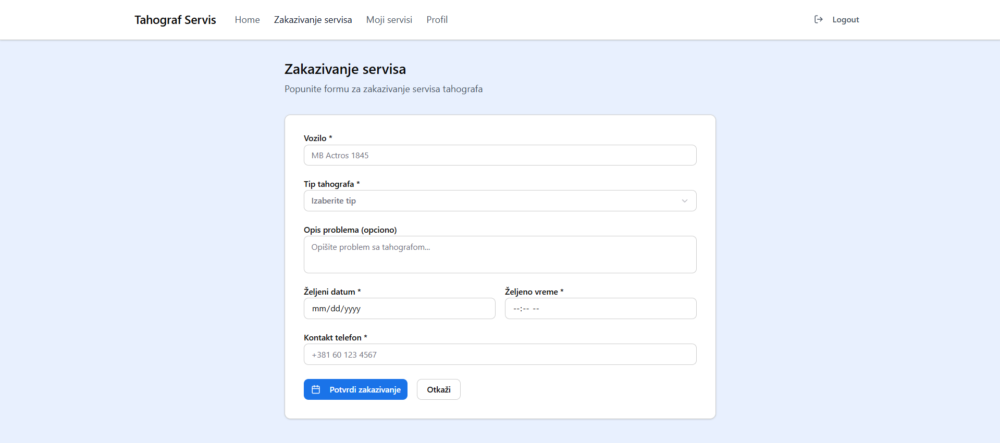 Tahograf Servis Home Zakazivanje servisa Moji servisi Profil Logout
Zakazivanje servisa
Popunite formu za zakazivanje servisa tahografa
Vozilo *
MB Actros 1845
Tip tahografa *
Izaberite tip
Opis problema (opciono)
Opišite problem sa tahografom...
Željeni datum * Željeno vreme *
mm/dd/yyyy --:-- --
Kontakt telefon *
+381 60 123 4567
Potvrdi zakazivanje Otkaži